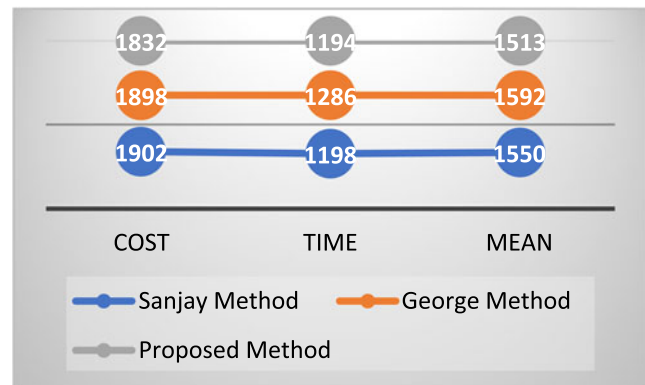 1832 1194 1513
1898 1286 1592
1902 1198 1550
COST TIME MEAN
Sanjay Method George Method
Proposed Method